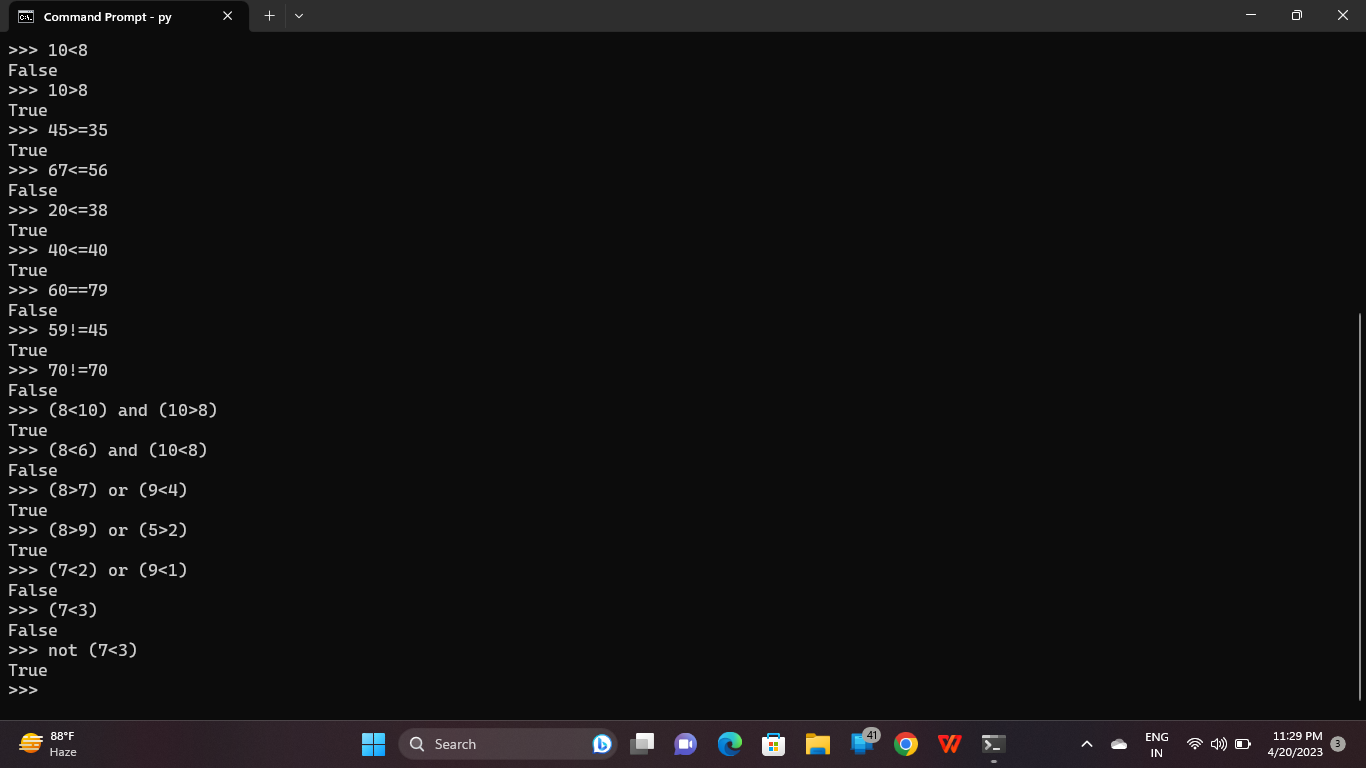 Command Prompt - py
>>> 10<8
False
>>> 10>8
True
>>> 45>=35
True
>>> 67<=56
False
>>> 20<=38
True
>>> 40<=40
True
>>> 60==79
False
>>> 59!=45
True
>>> 70!=70
False
>>> (8<10) and (10>8)
True
>>> (8<6) and (10<8)
False
>>> (8>7) or (9<4)
True
>>> (8>9) or (5>2)
True
>>> (7<2) or (9<1)
False
>>> (7<3)
False
>>> not (7<3)
True
>>>
88°F
Haze
Search
41
ENG
IN
11:29 PM
4/20/2023
3